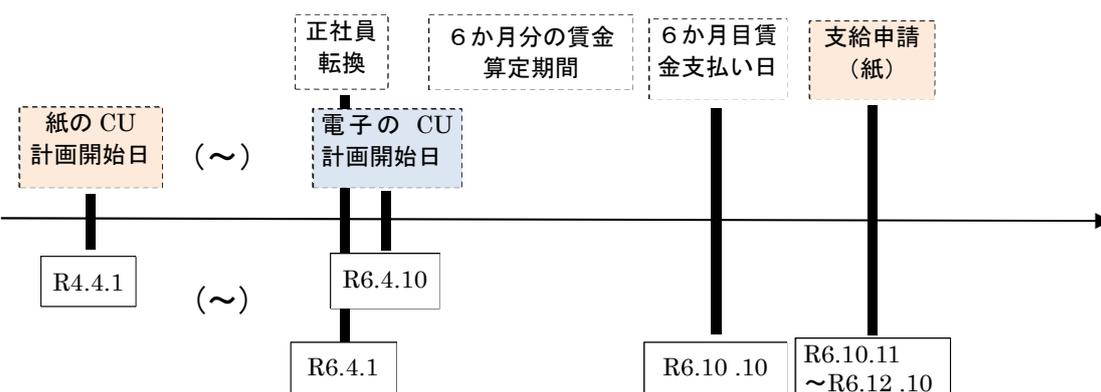 正社員
転換
６か月分の賃金
算定期間
６か月目賃
金支払い日
支給申請
（紙）
紙の CU
計画開始日
（～）
電子の CU
計画開始日
R4.4.1
（～）
R6.4.10
R6.4.1
R6.10 .10
R6.10.11
～R6.12 .10